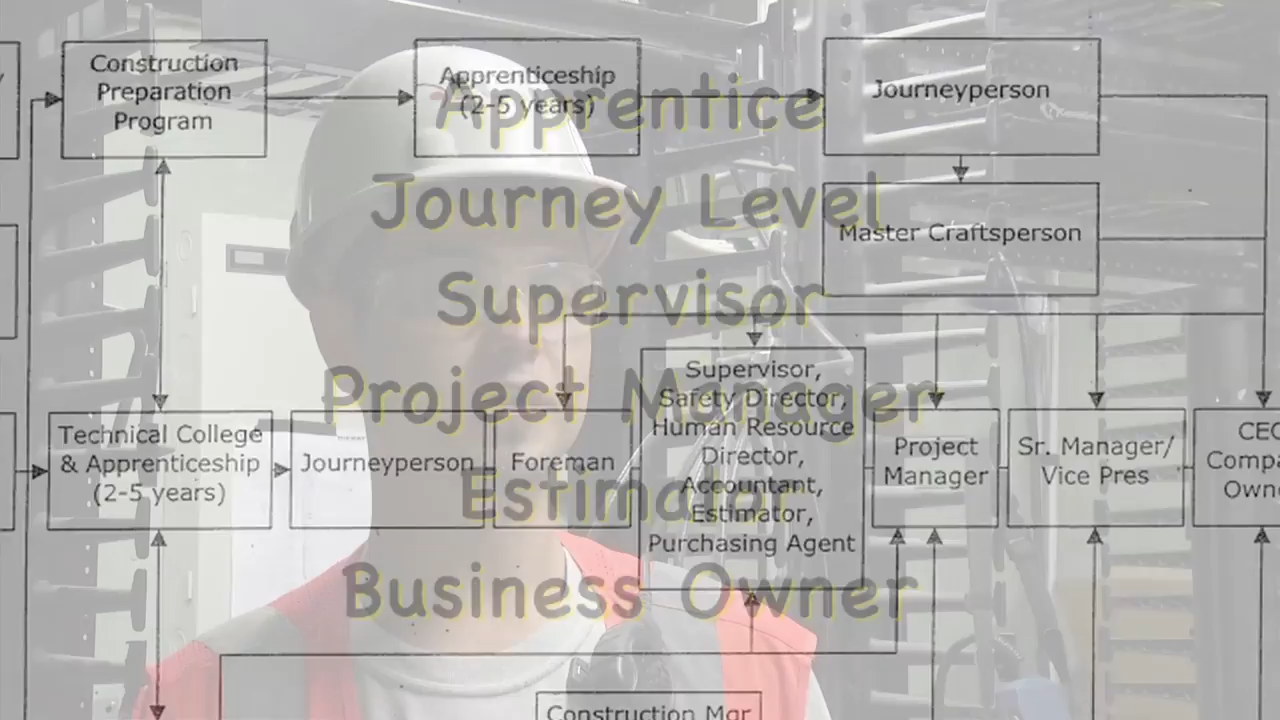 Construction
Preparation
Program
Apprenticeship
(2-5 years)
Journeyperson
Master Craftsperson
Technical College
& Apprenticeship
(2-5 years)
Journeyperson
Foreman
Supervisor,
Safety Director,
Human Resource
Director,
Accountant,
Estimator,
Purchasing Agent
Project
Manager
Sr. Manager/
Vice Pres
CEO
Construction Mgr
Apprentice
Journey Level
Supervisor
Project Manager
Estimator
Business Owner